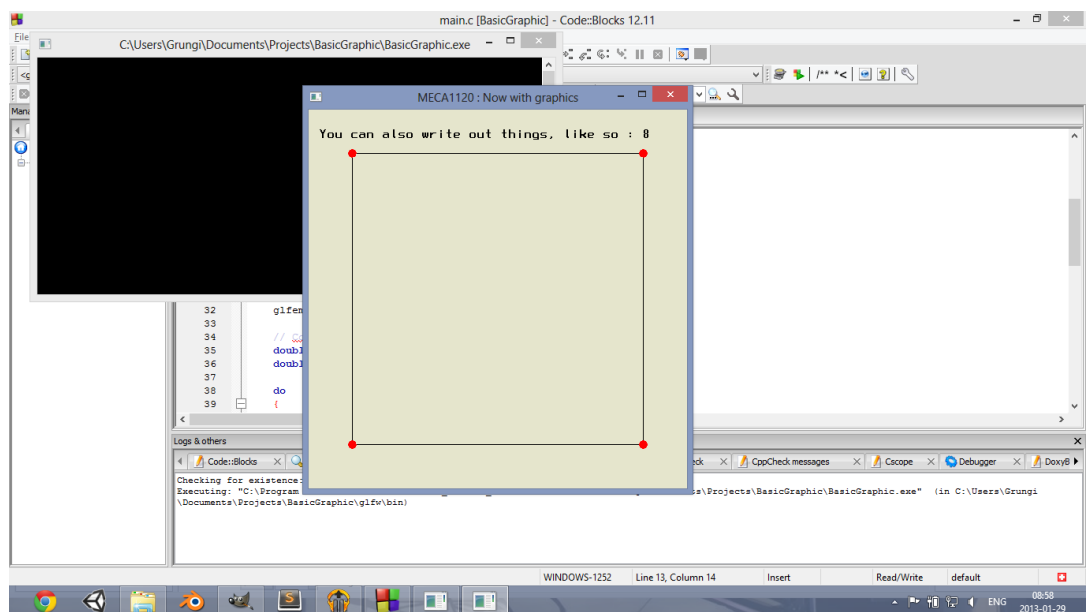 main.c [BasicGraphic] - Code::Blocks 12.11
File
C:\Users\Grungi\Documents\Projects\BasicGraphic\BasicGraphic.exe
/** *<
MECA1120 : Now with graphics
You can also write out things, like so : 8
32 glfem
33
34 //
35 doubl
36 doubl
37
38 do
39 {
Logs & others
Code::Blocks
CppCheck messages
Cscope
Debugger
DoxyB
Checking for existence:
Executing: "C:\Program s\Projects\BasicGraphic\BasicGraphic.exe" (in C:\Users\Grungi
\Documents\Projects\BasicGraphic\glfw\bin)
WINDOWS-1252 Line 13, Column 14 Insert Read/Write default
ENG 08:58
2013-01-29